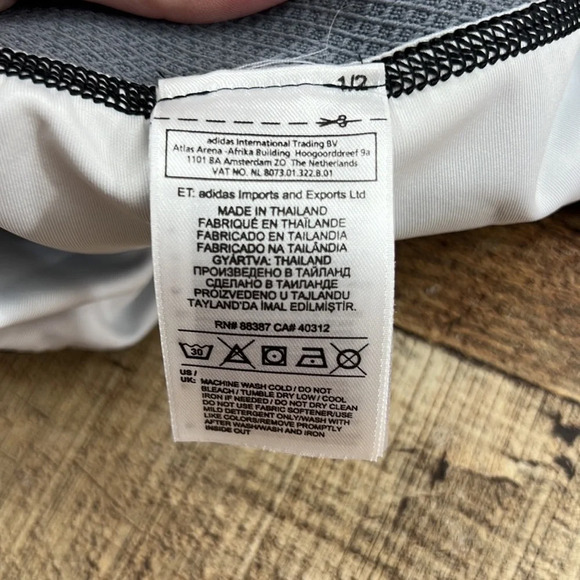 1/2
adidas International Trading BV
Atlas Arena -Afrika Building Hoogoorddreef 9a
1101 BA Amsterdam ZO The Netherlands
VAT NO. NL 8073.01.322.B.01
ET: adidas Imports and Exports Ltd
MADE IN THAILAND
FABRIQUÉ EN THAÏLANDE
FABRICADO EN TAILANDIA
FABRICADO NA TAILÂNDIA
GYÁRTVA: THAILAND
ПРОИЗВЕДЕНО В ТАЙЛАНД
СДЕЛАНО В ТАИЛАНДЕ
PROIZVEDENO U TAJLANDU
TAYLAND'DA İMAL EDİLMİŞTİR.
RN# 88387 CA# 40312
30
US /
UK: MACHINE WASH COLD / DO NOT
BLEACH / TUMBLE DRY LOW / COOL
IRON IF NEEDED / DO NOT DRY CLEAN
DO NOT USE FABRIC SOFTENER/USE
MILD DETERGENT ONLY/WASH WITH
LIKE COLORS/REMOVE PROMPTLY
AFTER WASH/WASH AND IRON
INSIDE OUT